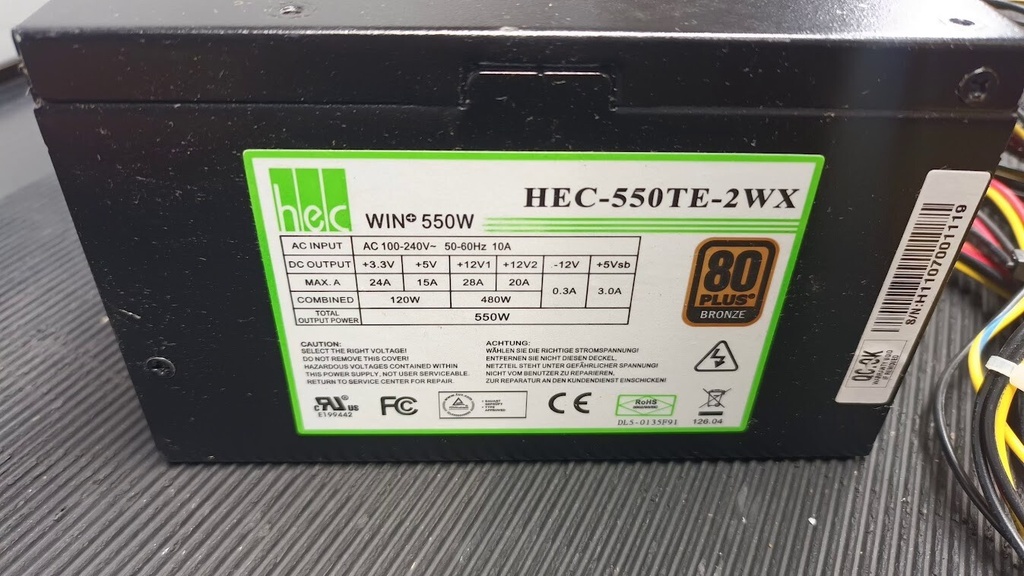 hec
WIN+ 550W
HEC-550TE-2WX
AC INPUT AC 100-240V~ 50-60Hz 10A
DC OUTPUT +3.3V +5V +12V1 +12V2 -12V +5Vsb
MAX. A 24A 15A 28A 20A 0.3A 3.0A
COMBINED 120W 480W
TOTAL OUTPUT POWER 550W
80
PLUS
BRONZE
CAUTION:
SELECT THE RIGHT VOLTAGE!
DO NOT REMOVE THIS COVER!
HAZARDOUS VOLTAGES CONTAINED WITHIN
THIS POWER SUPPLY, NOT USER SERVICEABLE.
RETURN TO SERVICE CENTER FOR REPAIR.
ACHTUNG:
WÄHLEN SIE DIE RICHTIGE STROMSPANNUNG!
ENTFERNEN SIE NICHT DIESEN DECKEL.
NETZTEIL STEHT UNTER GEFÄHRLICHER SPANNUNG!
NICHT VOM BENUTZER ZU REPARIEREN.
ZUR REPARATUR AN DEN KUNDENDIENST EINSCHICKEN!
c RU US
E199442
FC
CE
RoHS
DL5-0135F91
126.04
S/N:H1107001119
QC.3K